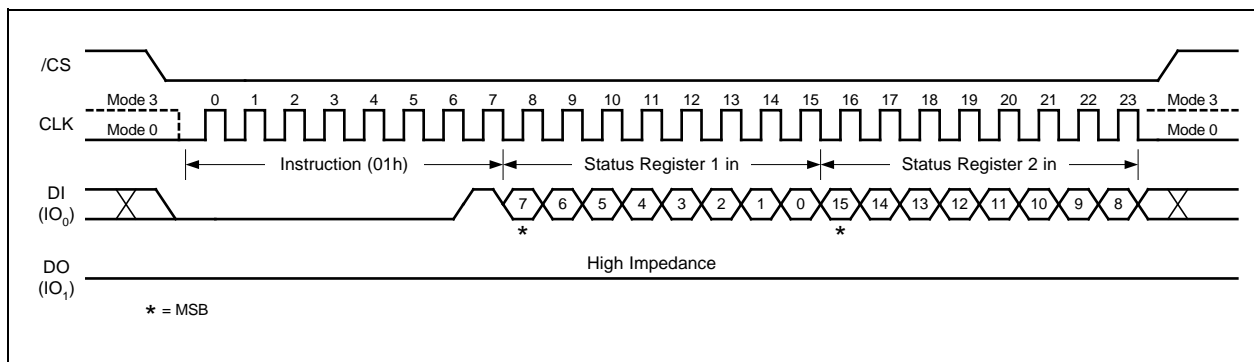 /CS
Mode 3 0 1 2 3 4 5 6 7 8 9 10 11 12 13 14 15 16 17 18 19 20 21 22 23 Mode 3
CLK Mode 0 Mode 0
Instruction (01h) Status Register 1 in Status Register 2 in
DI
(IO₀) 7 6 5 4 3 2 1 0 15 14 13 12 11 10 9 8
* *
High Impedance
DO
(IO₁)
* = MSB